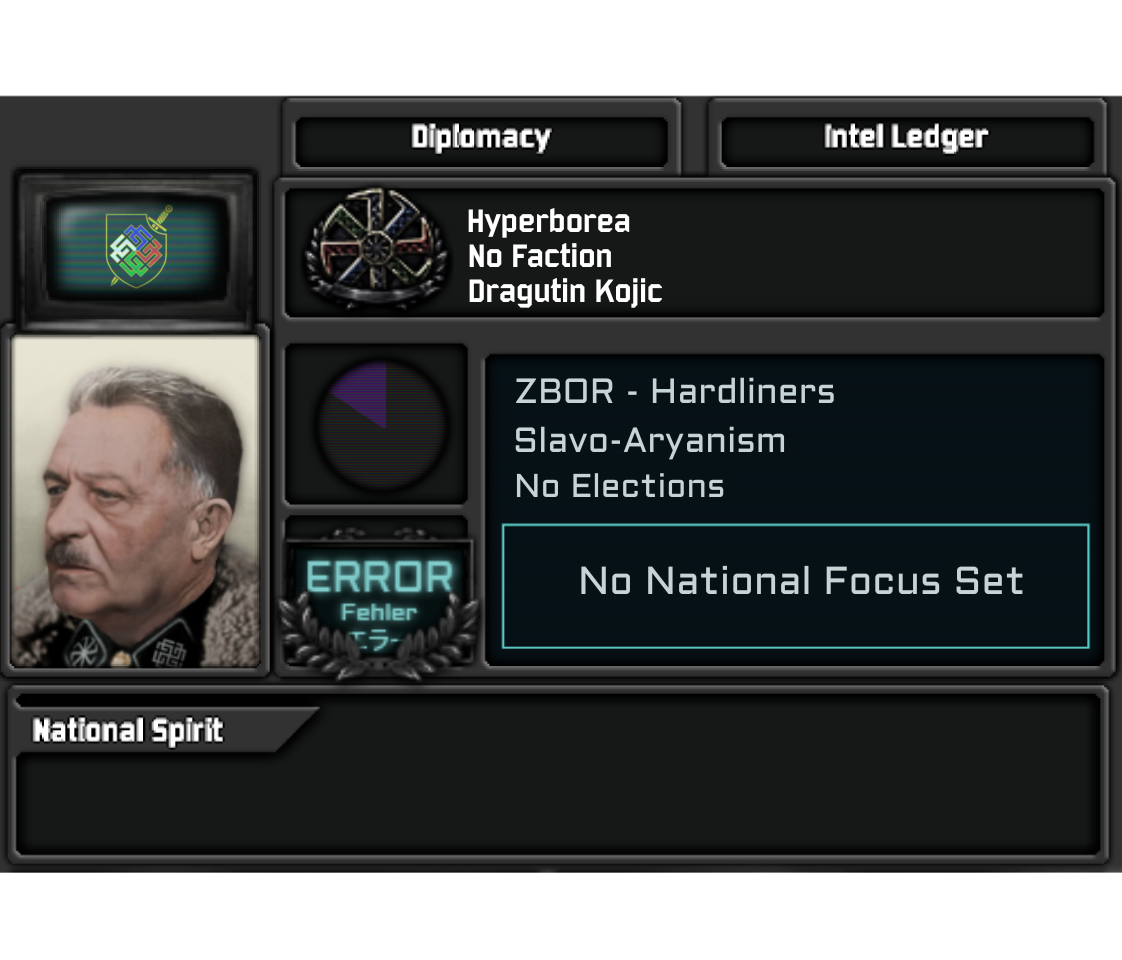 Diplomacy
Intel Ledger
Hyperborea
No Faction
Dragutin Kojic
ZBOR - Hardliners
Slavo-Aryanism
No Elections
ERROR
Fehler
エラー
No National Focus Set
National Spirit